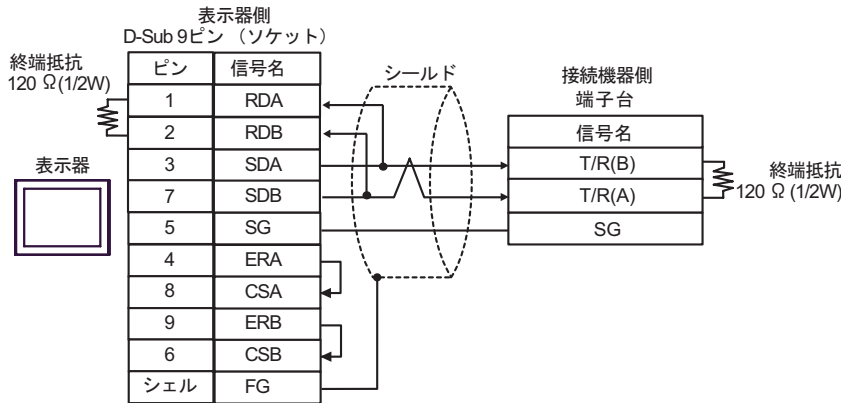 表示器側
D-Sub 9ピン （ソケット）
終端抵抗
120 Ω(1/2W)
ピン 信号名
1 RDA
2 RDB
3 SDA
7 SDB
5 SG
4 ERA
8 CSA
9 ERB
6 CSB
シェル FG
表示器
シールド
接続機器側
端子台
信号名
T/R(B)
T/R(A)
SG
終端抵抗
120 Ω (1/2W)